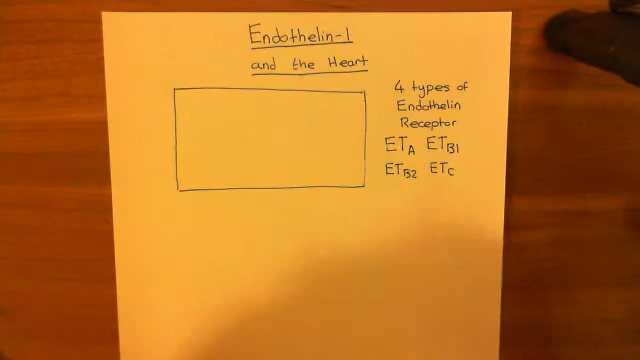 Endothelin-1
and the Heart
4 types of
Endothelin
Receptor
ETA ETB1
ETB2 ETC